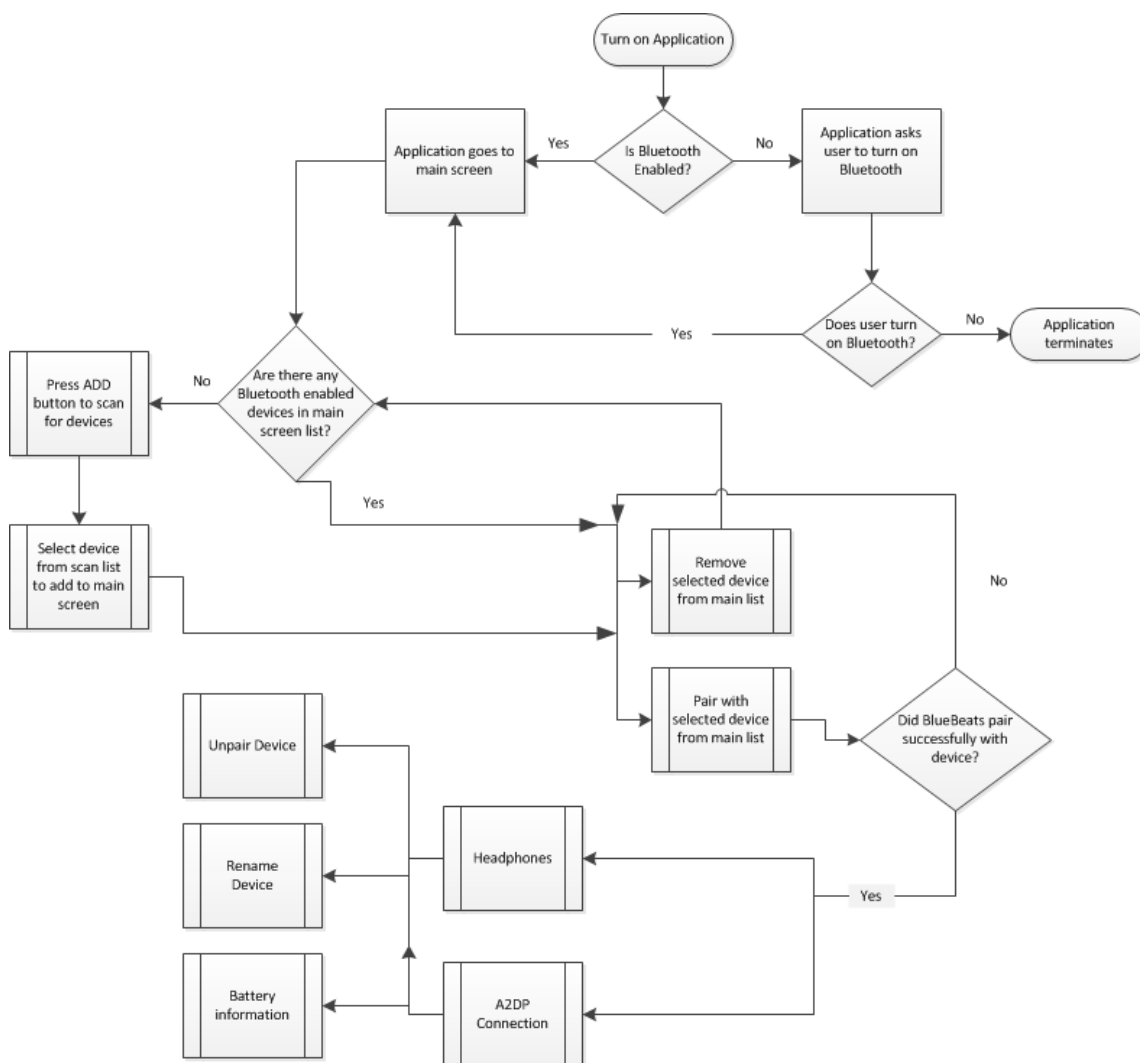 Turn on Application
Application goes to
main screen
Yes
Is Bluetooth
Enabled?
No
Application asks
user to turn on
Bluetooth
Yes
Does user turn
on Bluetooth?
No
Application
terminates
Press ADD
button to scan
for devices
No
Are there any
Bluetooth enabled
devices in main
screen list?
Yes
Select device
from scan list
to add to main
screen
Remove
selected device
from main list
No
Pair with
selected device
from main list
Did BlueBeats pair
successfully with
device?
Unpair Device
Headphones
Rename
Device
Yes
Battery
information
A2DP
Connection